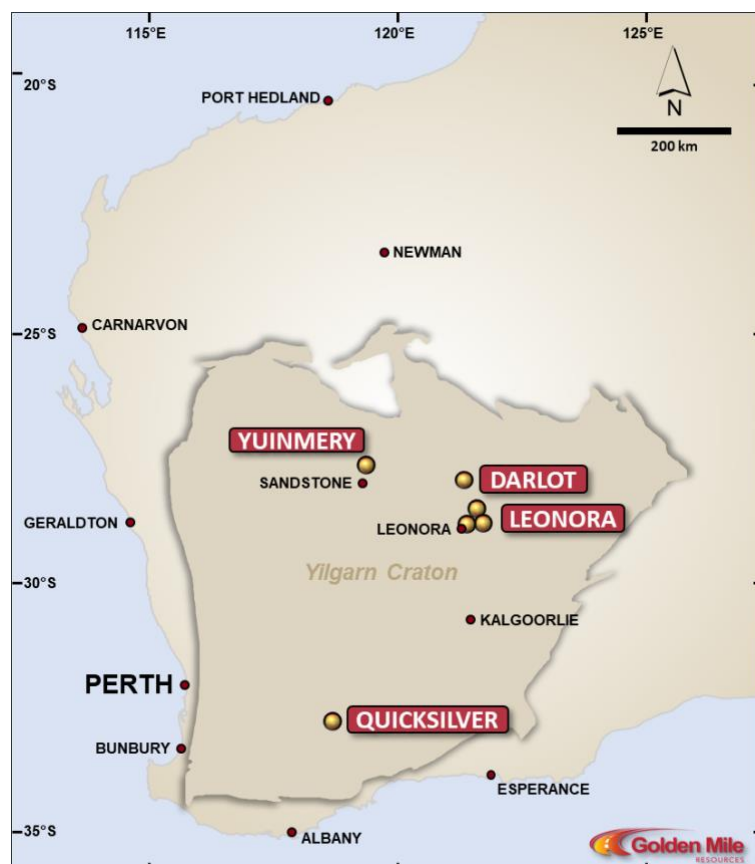 115°E
120°E
125°E
20°S
PORT HEDLAND
N
200 km
NEWMAN
25°S
CARNARVON
YUINMERY
SANDSTONE
DARLOT
LEONORA
GERALDTON
LEONORA
Yilgarn Craton
30°S
KALGOORLIE
PERTH
QUICKSILVER
BUNBURY
ESPERANCE
35°S
ALBANY
Golden Mile
RESOURCES